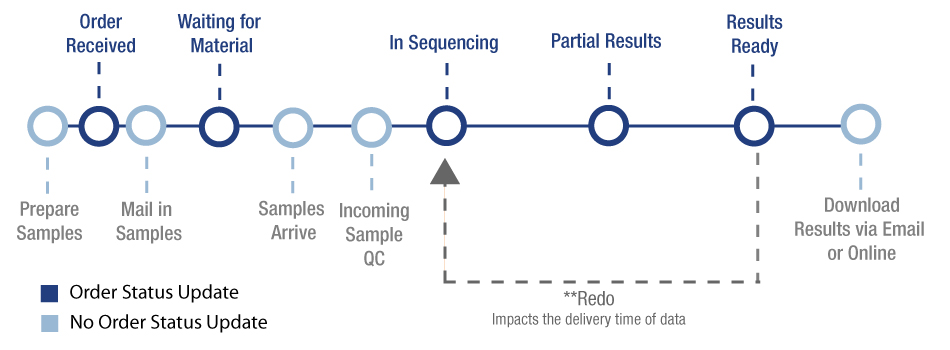 Order
Received
Waiting for
Material
In Sequencing
Partial Results
Results
Ready
Prepare
Samples
Mail in
Samples
Samples
Arrive
Incoming
Sample
QC
Download
Results via Email
or Online
**Redo
Impacts the delivery time of data
Order Status Update
No Order Status Update